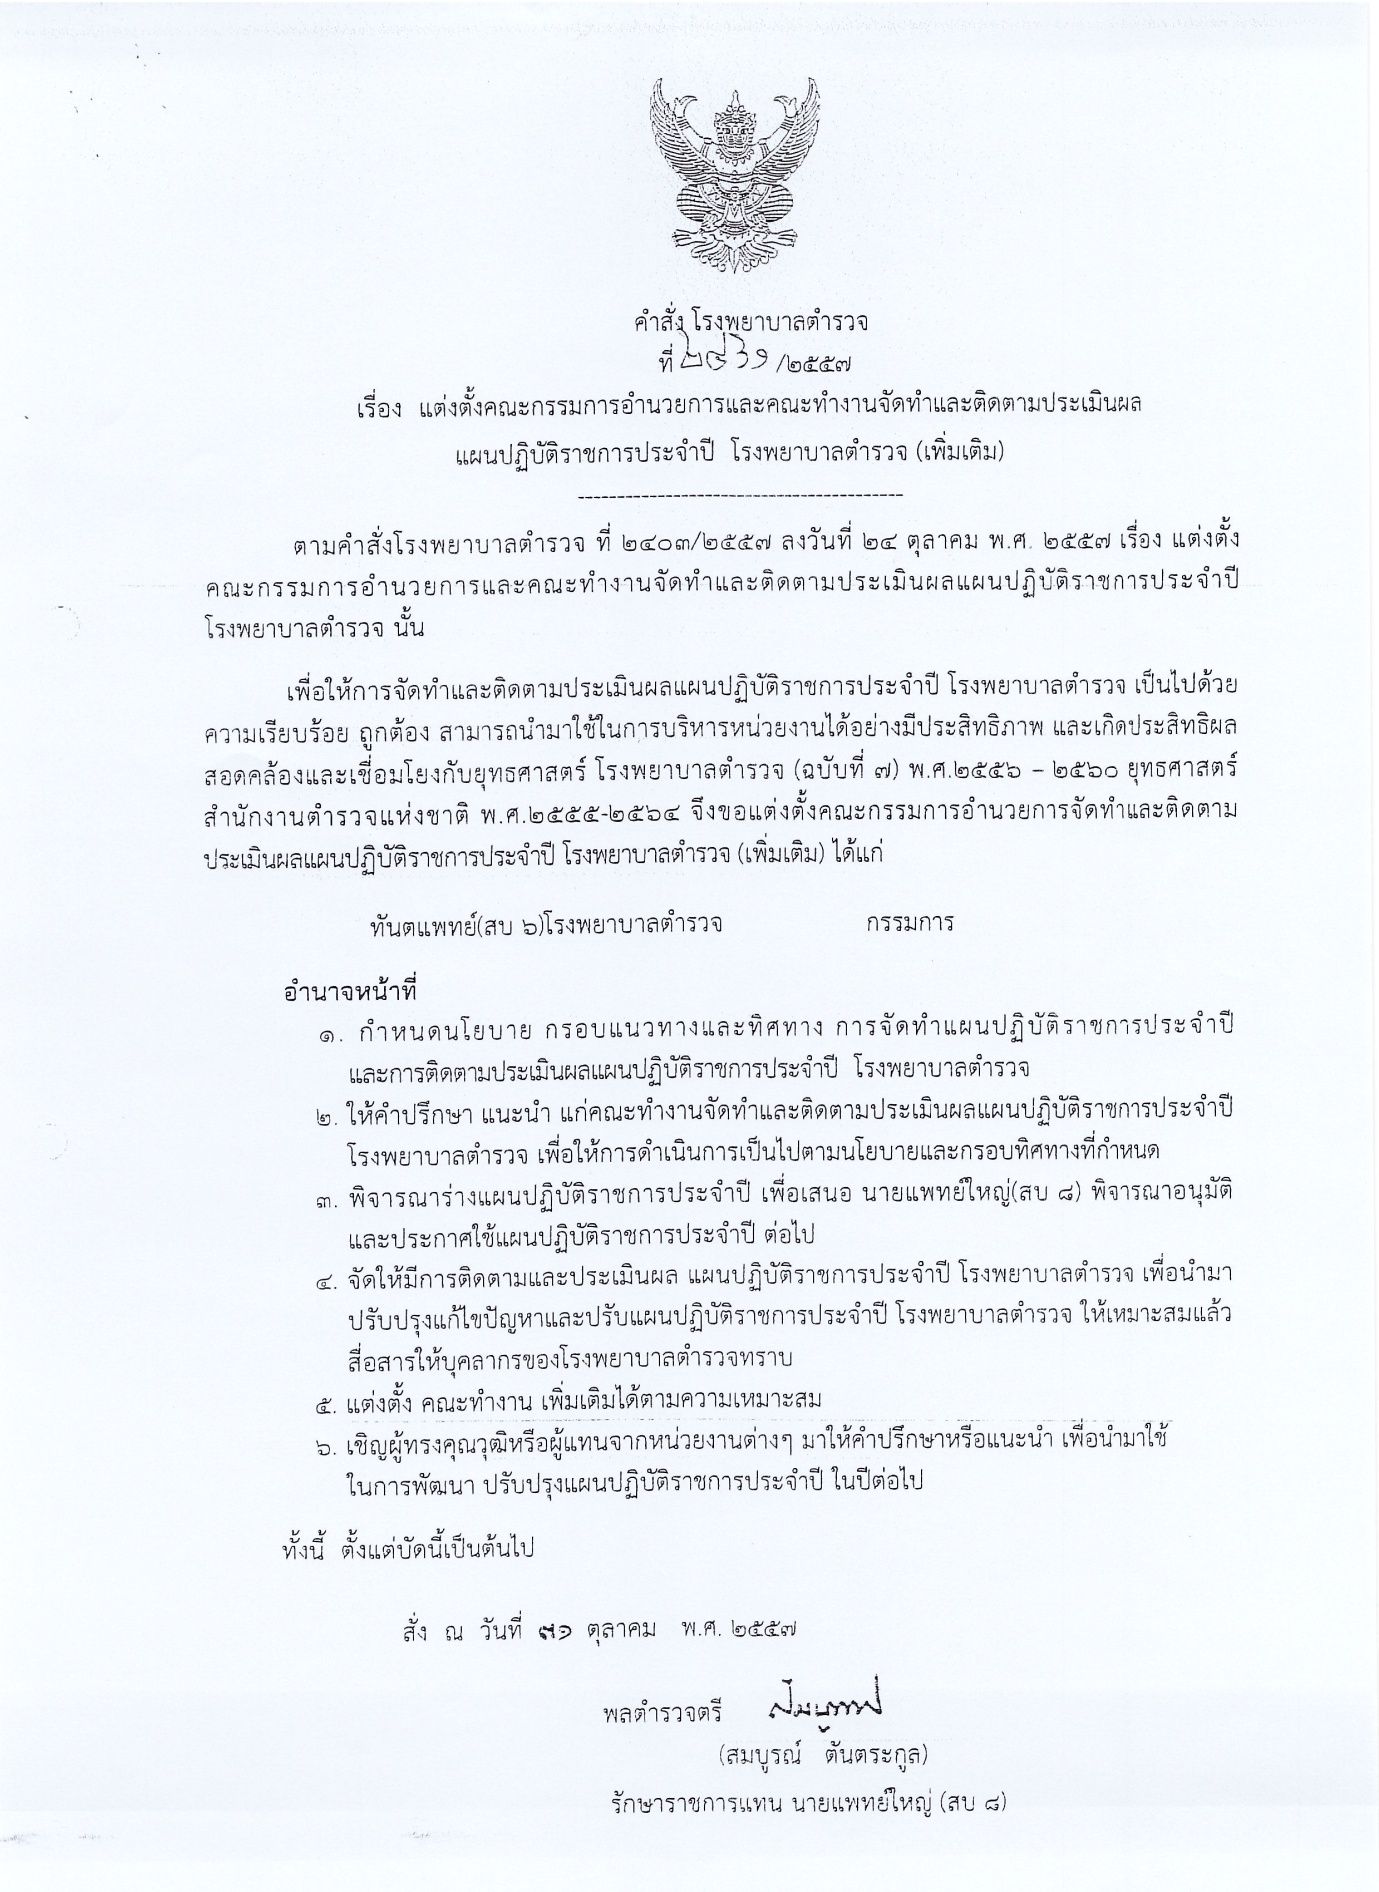 คำสั่ง โรงพยาบาลตำรวจ
ที่ /๒๕๕๗
เรื่อง แต่งตั้งคณะกรรมการอำนวยการและคณะทำงานจัดทำและติดตามประเมินผล
แผนปฏิบัติราชการประจำปี โรงพยาบาลตำรวจ (เพิ่มเติม)
ตามคำสั่งโรงพยาบาลตำรวจ ที่ ๒๔๐๓/๒๕๕๗ ลงวันที่ ๒๔ ตุลาคม พ.ศ. ๒๕๕๗ เรื่อง แต่งตั้ง
คณะกรรมการอำนวยการและคณะทำงานจัดทำและติดตามประเมินผลแผนปฏิบัติราชการประจำปี
โรงพยาบาลตำรวจ นั้น
เพื่อให้การจัดทำและติดตามประเมินผลแผนปฏิบัติราชการประจำปี โรงพยาบาลตำรวจ เป็นไปด้วย
ความเรียบร้อย ถูกต้อง สามารถนำมาใช้ในการบริหารหน่วยงานได้อย่างมีประสิทธิภาพ และเกิดประสิทธิผล
สอดคล้องและเชื่อมโยงกับยุทธศาสตร์ โรงพยาบาลตำรวจ (ฉบับที่ ๗) พ.ศ.๒๕๕๖ – ๒๕๖๐ ยุทธศาสตร์
สำนักงานตำรวจแห่งชาติ พ.ศ.๒๕๕๕-๒๕๖๔ จึงขอแต่งตั้งคณะกรรมการอำนวยการจัดทำและติดตาม
ประเมินผลแผนปฏิบัติราชการประจำปี โรงพยาบาลตำรวจ (เพิ่มเติม) ได้แก่
ทันตแพทย์(สบ ๖)โรงพยาบาลตำรวจ กรรมการ
อำนาจหน้าที่
๑. กำหนดนโยบาย กรอบแนวทางและทิศทาง การจัดทำแผนปฏิบัติราชการประจำปี
และการติดตามประเมินผลแผนปฏิบัติราชการประจำปี โรงพยาบาลตำรวจ
๒. ให้คำปรึกษา แนะนำ แก่คณะทำงานจัดทำและติดตามประเมินผลแผนปฏิบัติราชการประจำปี
โรงพยาบาลตำรวจ เพื่อให้การดำเนินการเป็นไปตามนโยบายและกรอบทิศทางที่กำหนด
๓. พิจารณาร่างแผนปฏิบัติราชการประจำปี เพื่อเสนอ นายแพทย์ใหญ่(สบ ๘) พิจารณาอนุมัติ
และประกาศใช้แผนปฏิบัติราชการประจำปี ต่อไป
๔. จัดให้มีการติดตามและประเมินผล แผนปฏิบัติราชการประจำปี โรงพยาบาลตำรวจ เพื่อนำมา
ปรับปรุงแก้ไขปัญหาและปรับแผนปฏิบัติราชการประจำปี โรงพยาบาลตำรวจ ให้เหมาะสมแล้ว
สื่อสารให้บุคลากรของโรงพยาบาลตำรวจทราบ
๕. แต่งตั้ง คณะทำงาน เพิ่มเติมได้ตามความเหมาะสม
๖. เชิญผู้ทรงคุณวุฒิหรือผู้แทนจากหน่วยงานต่างๆ มาให้คำปรึกษาหรือแนะนำ เพื่อนำมาใช้
ในการพัฒนา ปรับปรุงแผนปฏิบัติราชการประจำปี ในปีต่อไป
ทั้งนี้ ตั้งแต่บัดนี้เป็นต้นไป
สั่ง ณ วันที่ ๓๑ ตุลาคม พ.ศ. ๒๕๕๗
พลตำรวจตรี
(สมบูรณ์ ตันตระกูล)
รักษาราชการแทน นายแพทย์ใหญ่ (สบ ๘)